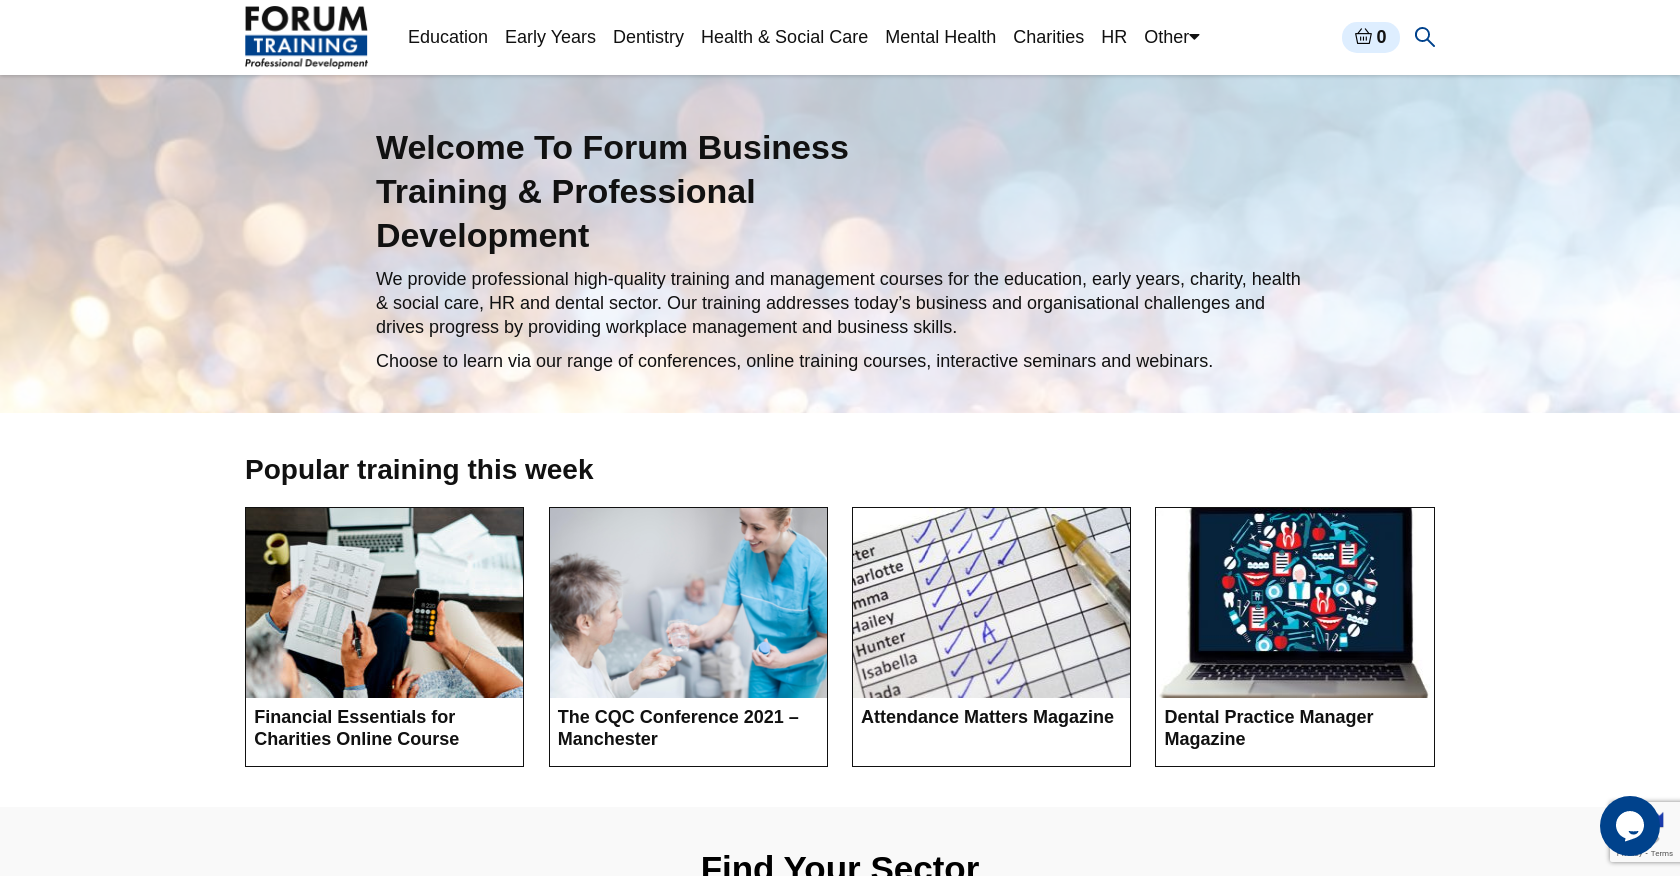 FORUM
TRAINING
Professional Development
Education
Early Years
Dentistry
Health & Social Care
Mental Health
Charities
HR
Other
0
Welcome To Forum Business
Training & Professional
Development
We provide professional high-quality training and management courses for the education, early years, charity, health
& social care, HR and dental sector. Our training addresses today’s business and organisational challenges and
drives progress by providing workplace management and business skills.
Choose to learn via our range of conferences, online training courses, interactive seminars and webinars.
Popular training this week
Hailey
Hunter
Isabella
Jada
Financial Essentials for
Charities Online Course
The CQC Conference 2021 –
Manchester
Attendance Matters Magazine
Dental Practice Manager
Magazine
Find Your Sector
- Terms